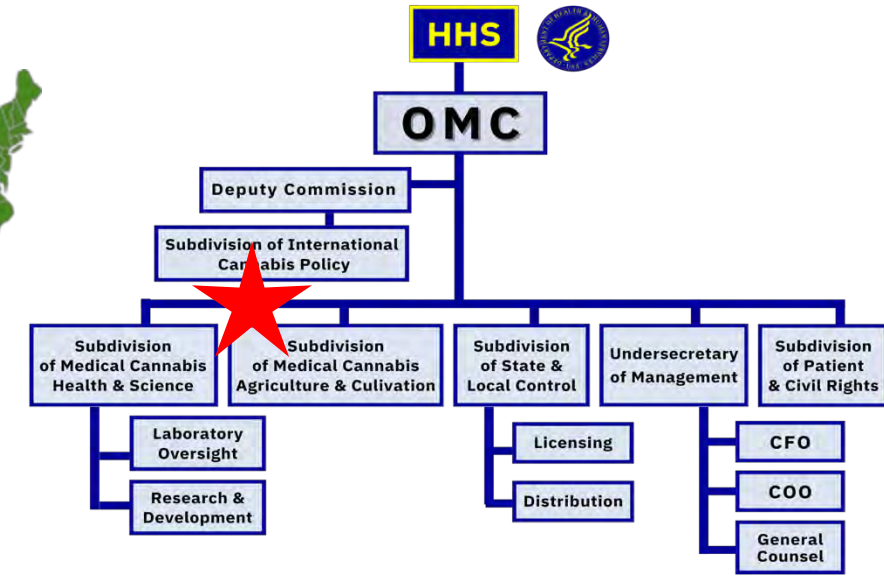 HHS
OMC
Deputy Commission
Subdivision of International
Cannabis Policy
Subdivision
of Medical Cannabis
Health & Science
Subdivision
of Medical Cannabis
Agriculture & Culivation
Subdivision
of State &
Local Control
Undersecretary
of Management
Subdivision
of Patient
& Civil Rights
Laboratory
Oversight
Research &
Development
Licensing
Distribution
CFO
COO
General
Counsel